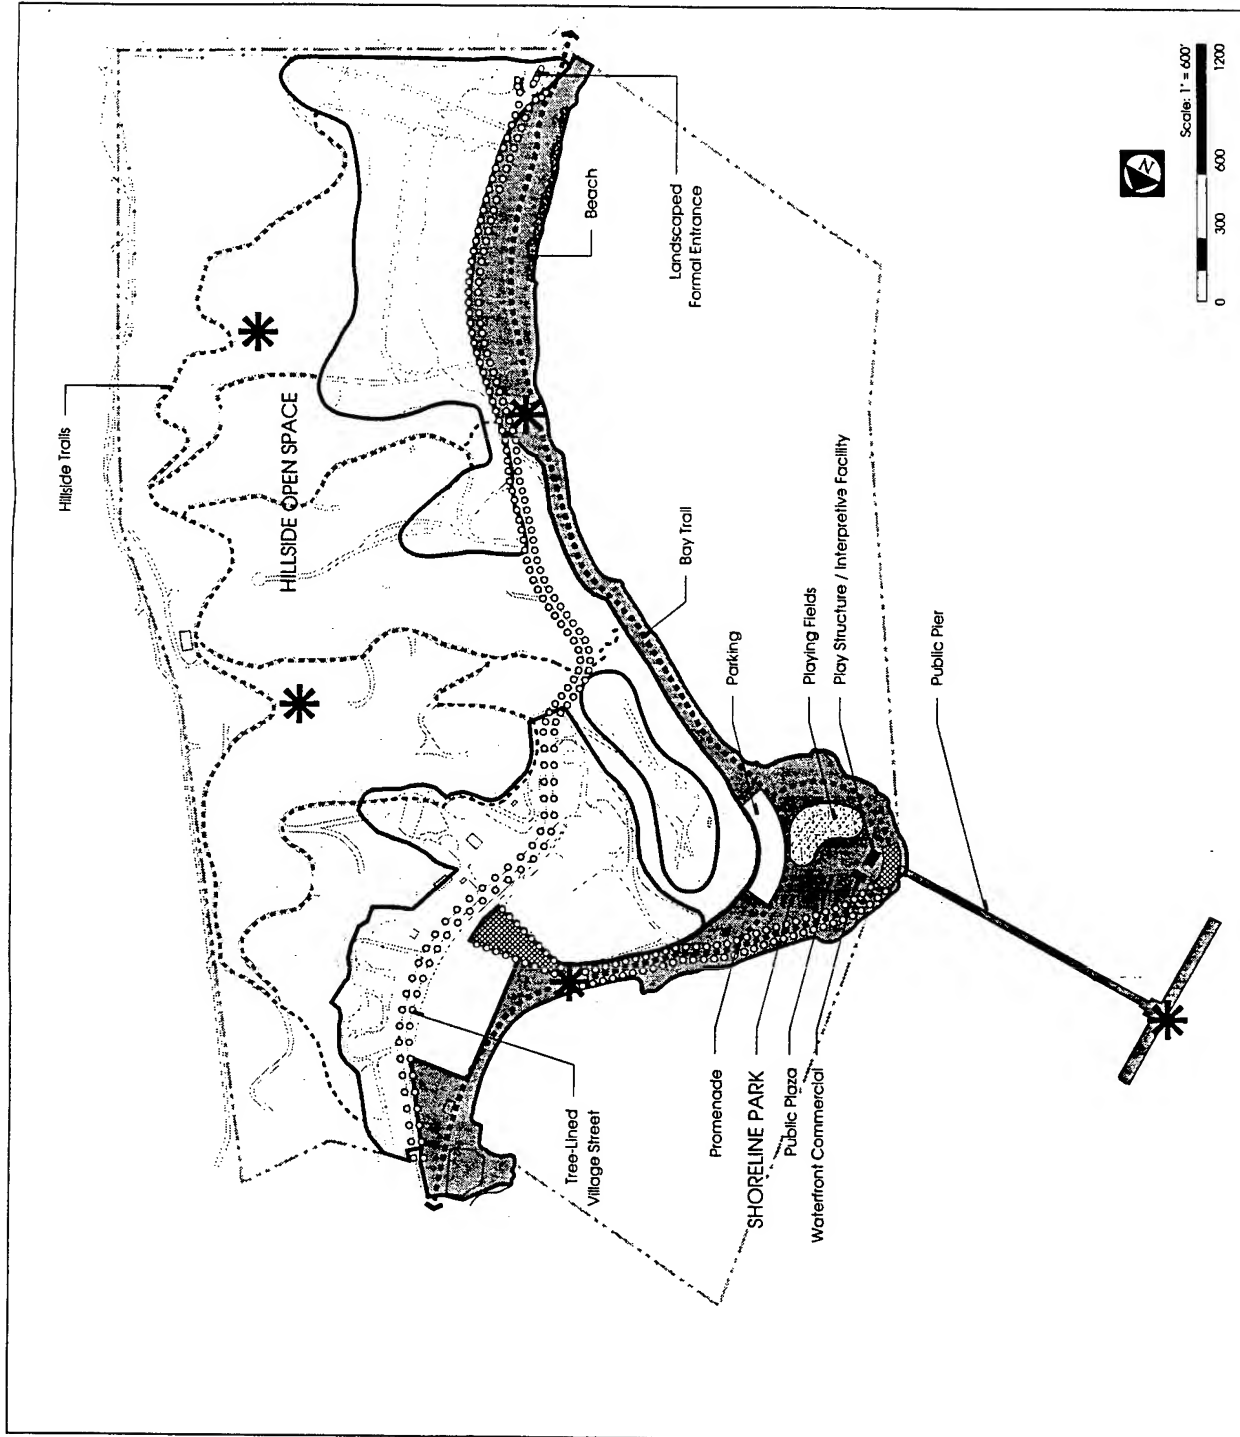 Hillside Trails
HILLSIDE OPEN SPACE
Beach
Landscaped
Formal Entrance
Bay Trail
Parking
Playing Fields
Play Structure / Interpretive Facility
Public Pier
Tree-Lined
Village Street
Promenade
SHORELINE PARK
Public Plaza
Waterfront Commercial
N
Scale: 1" = 600'
0 300 600 1200